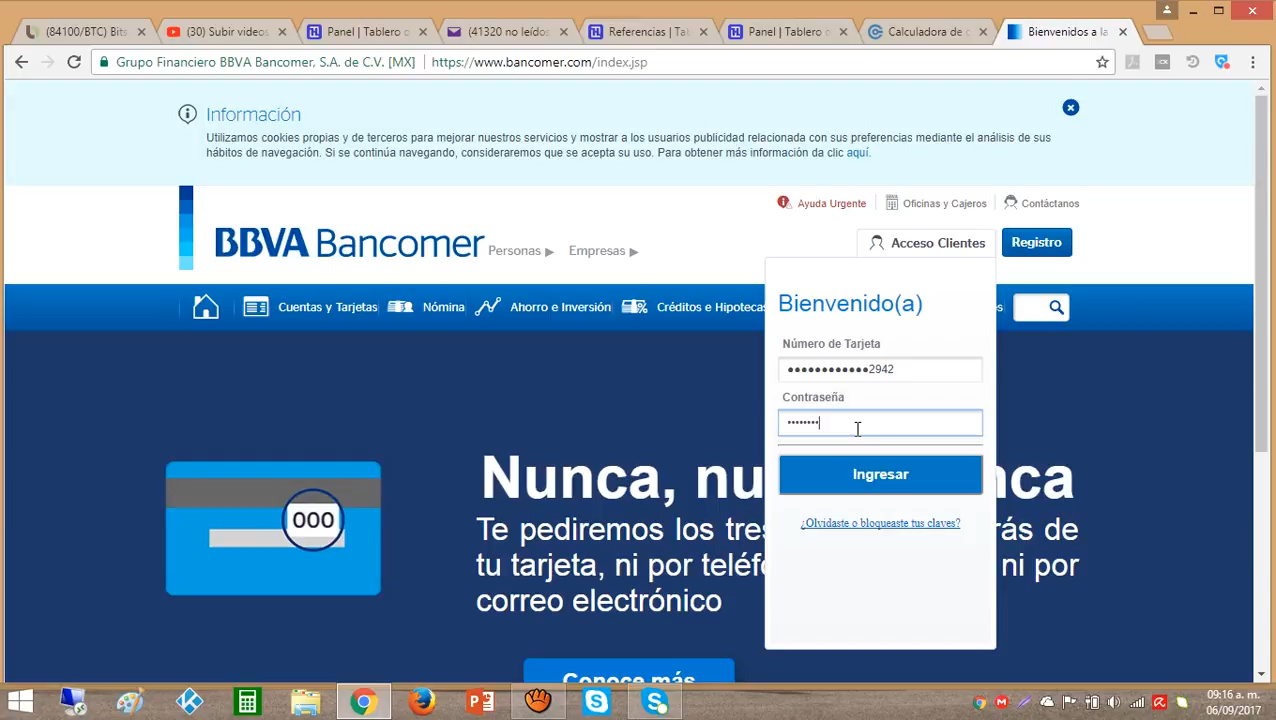 (84100/BTC) Bits
(30) Subir videos
Panel | Tablero
(41320 no leídos
Referencias | Ta
Panel | Tablero
Calculadora de c
Bienvenidos a la
Grupo Financiero BBVA Bancomer, S.A. de C.V. [MX]
https://www.bancomer.com/index.jsp
Información
Utilizamos cookies propias y de terceros para mejorar nuestros servicios y mostrar a los usuarios publicidad relacionada con sus preferencias mediante el análisis de sus
hábitos de navegación. Si se continúa navegando, consideraremos que se acepta su uso. Para obtener más información da clic aquí.
Ayuda Urgente
Oficinas y Cajeros
Contáctanos
BBVA Bancomer
Personas
Empresas
Acceso Clientes
Registro
Cuentas y Tarjetas
Nómina
Ahorro e Inversión
Créditos e Hipotecas
s
Bienvenido(a)
Número de Tarjeta
••••••••••••2942
Contraseña
••••••••
Ingresar
¿Olvidaste o bloqueaste tus claves?
000
Nunca, nu nca
Te pediremos los tres rás de
tu tarjeta, ni por teléfo ni por
correo electrónico
Conoce más
09:16 a. m.
06/09/2017